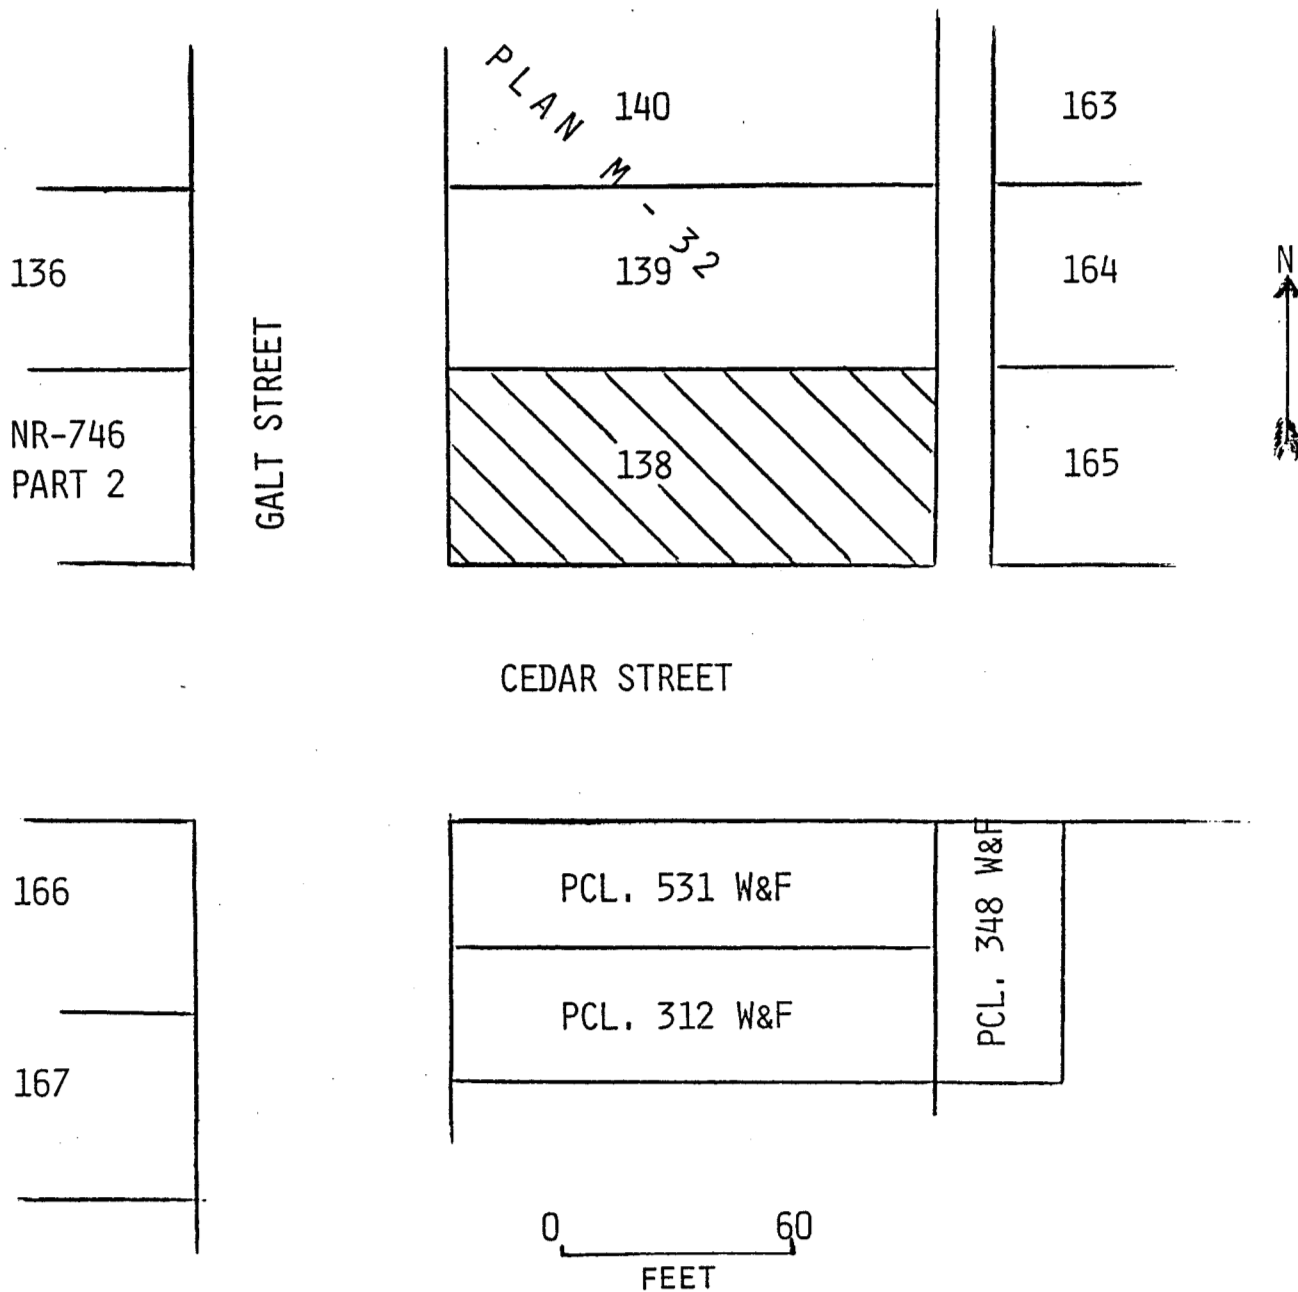 PLAN M-32
140
163
136
139
164
N
GALT STREET
NR-746
PART 2
138
165
CEDAR STREET
166
PCL. 531 W&F
PCL. 348 W&F
PCL. 312 W&F
167
0 60
FEET